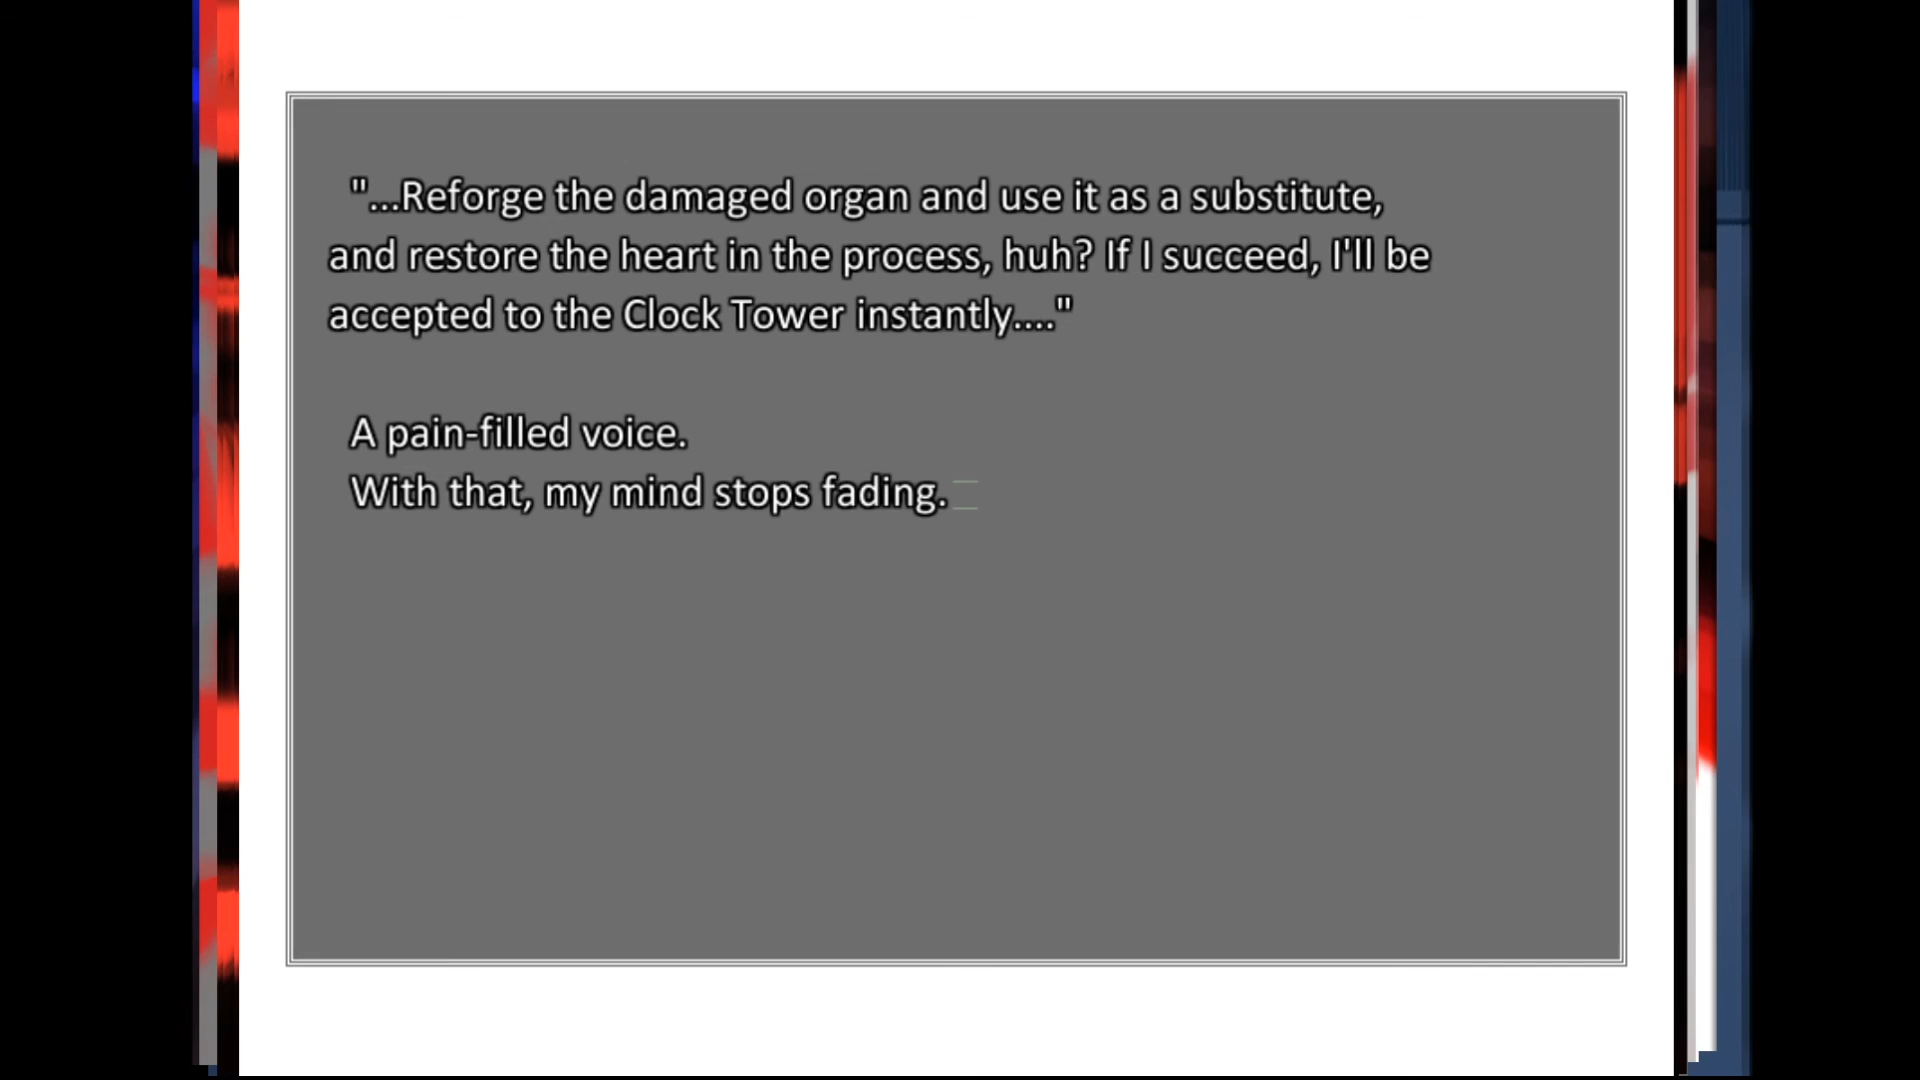 "...Reforge the damaged organ and use it as a substitute,
and restore the heart in the process, huh? If I succeed, I'll be
accepted to the Clock Tower instantly...."
A pain-filled voice.
With that, my mind stops fading.